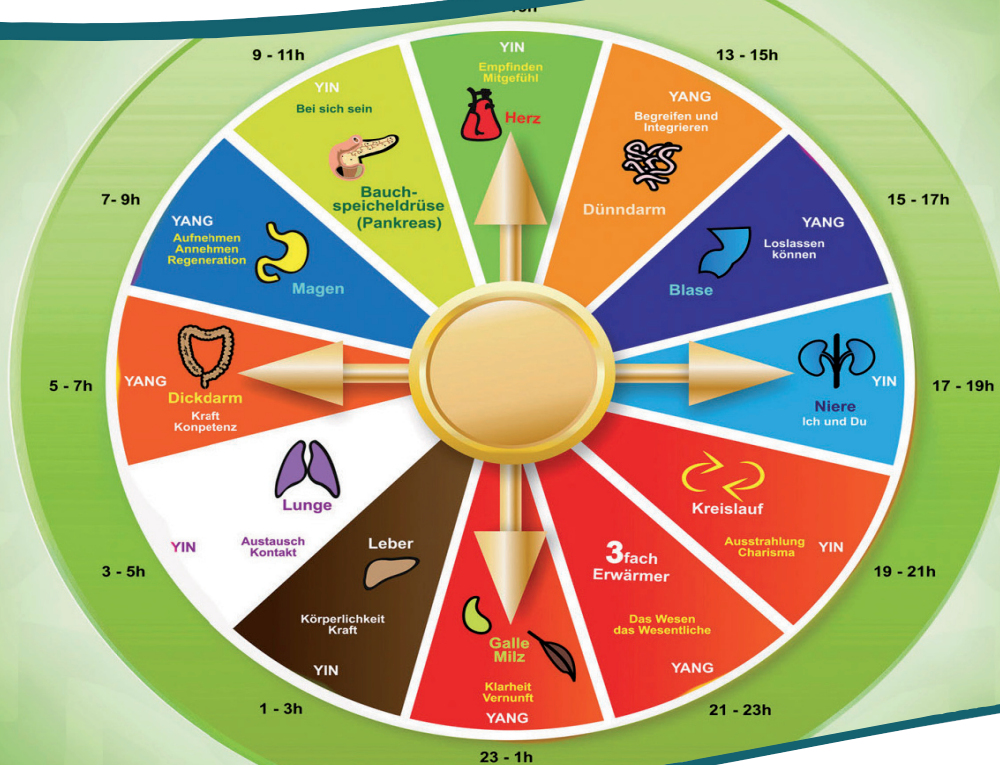 9 - 11h
YIN
Bei sich sein
Bauch-
speicheldrüse
(Pankreas)
YIN
Empfinden
Mitgefühl
Herz
13 - 15h
YANG
Begreifen und
Integrieren
Dünndarm
15 - 17h
YANG
Loslassen
können
Blase
17 - 19h
YIN
Niere
Ich und Du
19 - 21h
Kreislauf
Ausstrahlung
Charisma
YIN
21 - 23h
3fach
Erwärmer
Das Wesen
das Wesentliche
YANG
23 - 1h
Galle
Milz
Klarheit
Vernunft
YANG
1 - 3h
Leber
Körperlichkeit
Kraft
YIN
3 - 5h
Lunge
Austausch
Kontakt
YIN
5 - 7h
YANG
Dickdarm
Kraft
Konpetenz
7- 9h
YANG
Aufnehmen
Annehmen
Regeneration
Magen